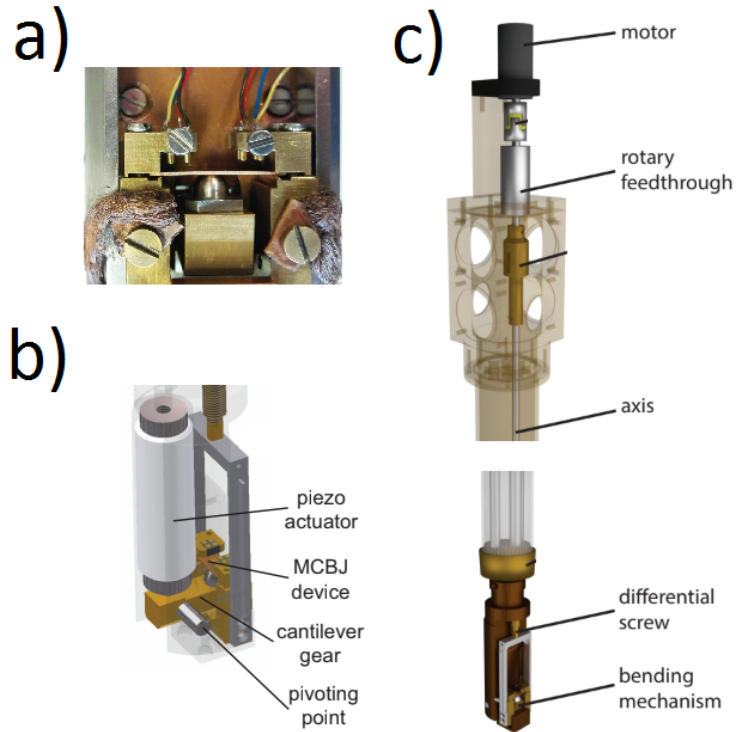 a)
c)
motor
rotary
feedthrough
axis
b)
piezo
actuator
MCBJ
device
cantilever
gear
pivoting
point
differential
screw
bending
mechanism